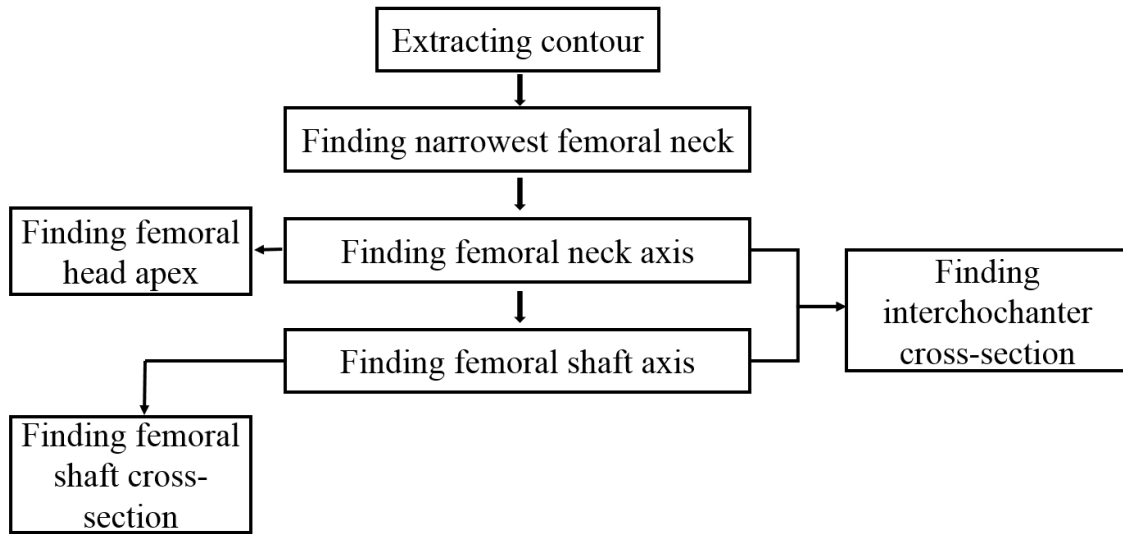 Extracting contour
Finding narrowest femoral neck
Finding femoral
head apex
Finding femoral neck axis
Finding
interchochanter
cross-section
Finding femoral shaft axis
Finding femoral
shaft cross-
section